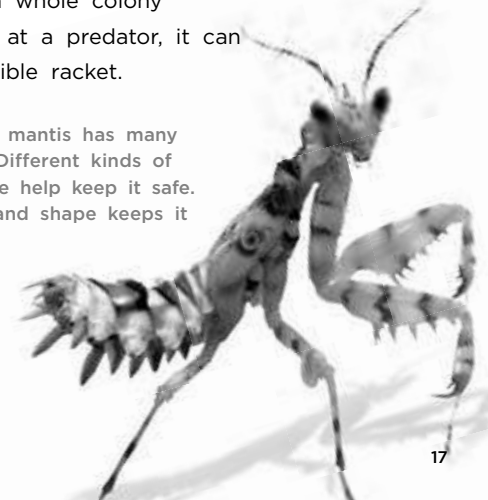 whole colony
at a predator, it can
ible racket.
mantis has many
Different kinds of
e help keep it safe.
and shape keeps it
17